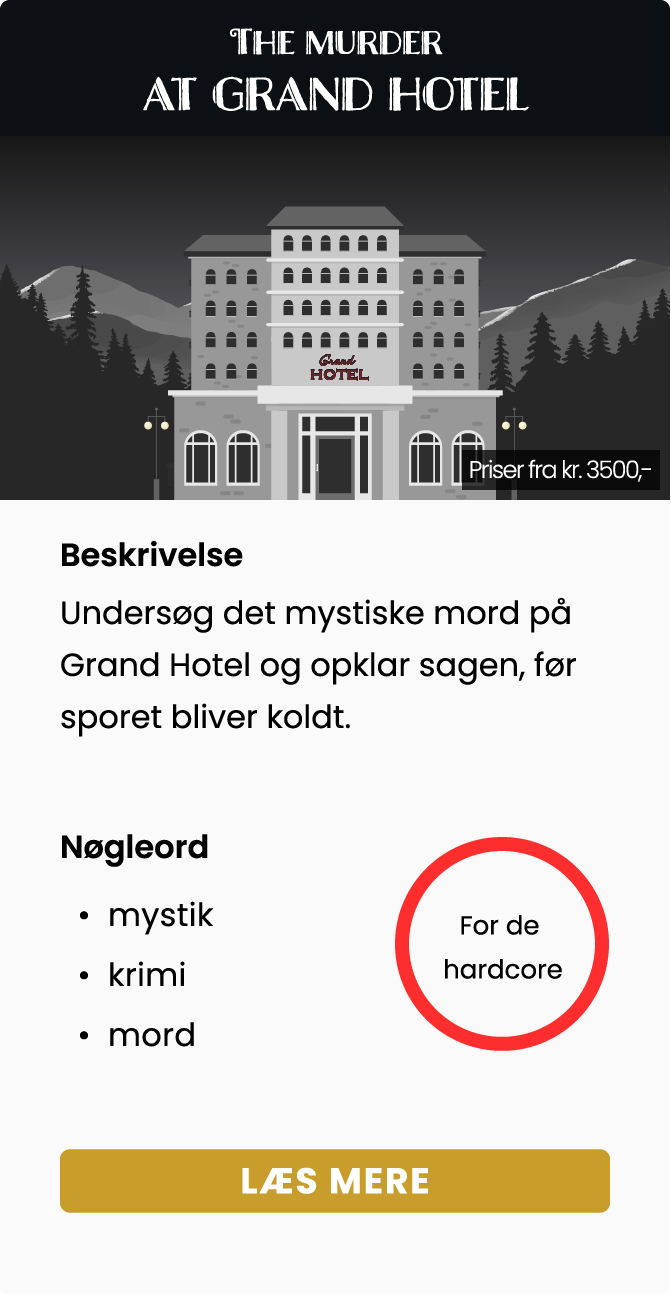 THE MURDER
AT GRAND HOTEL
Grand
HOTEL
Priser fra kr. 3500,-
Beskrivelse
Undersøg det mystiske mord på
Grand Hotel og opklar sagen, før
sporet bliver koldt.
Nøgleord
• mystik
• krimi
• mord
For de
hardcore
LÆS MERE